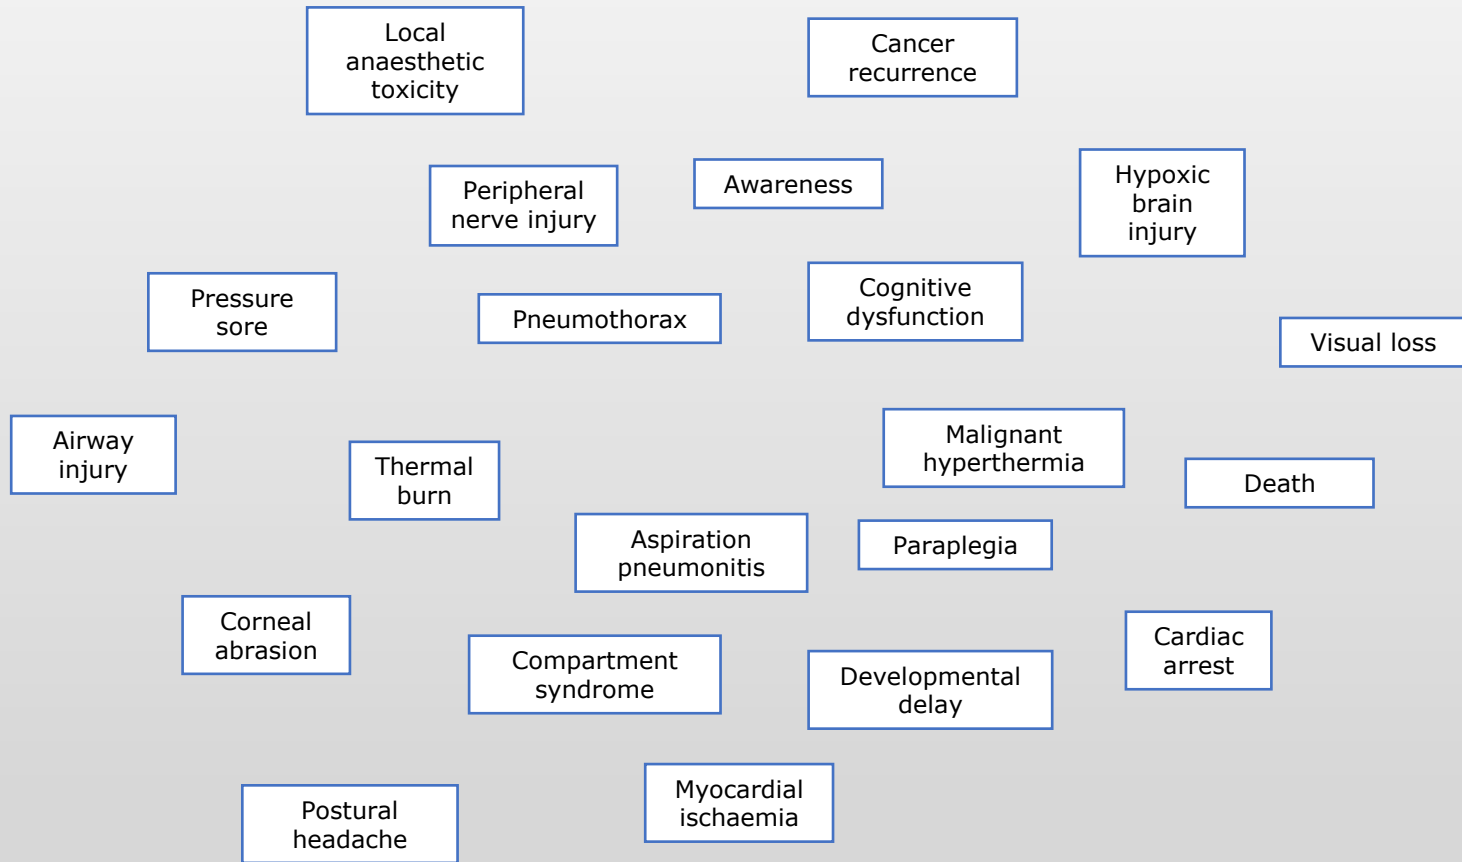 Local
anaesthetic
toxicity
Cancer
recurrence
Peripheral
nerve injury
Awareness
Hypoxic
brain
injury
Pressure
sore
Pneumothorax
Cognitive
dysfunction
Visual loss
Airway
injury
Thermal
burn
Malignant
hyperthermia
Death
Aspiration
pneumonitis
Paraplegia
Corneal
abrasion
Compartment
syndrome
Developmental
delay
Cardiac
arrest
Postural
headache
Myocardial
ischaemia